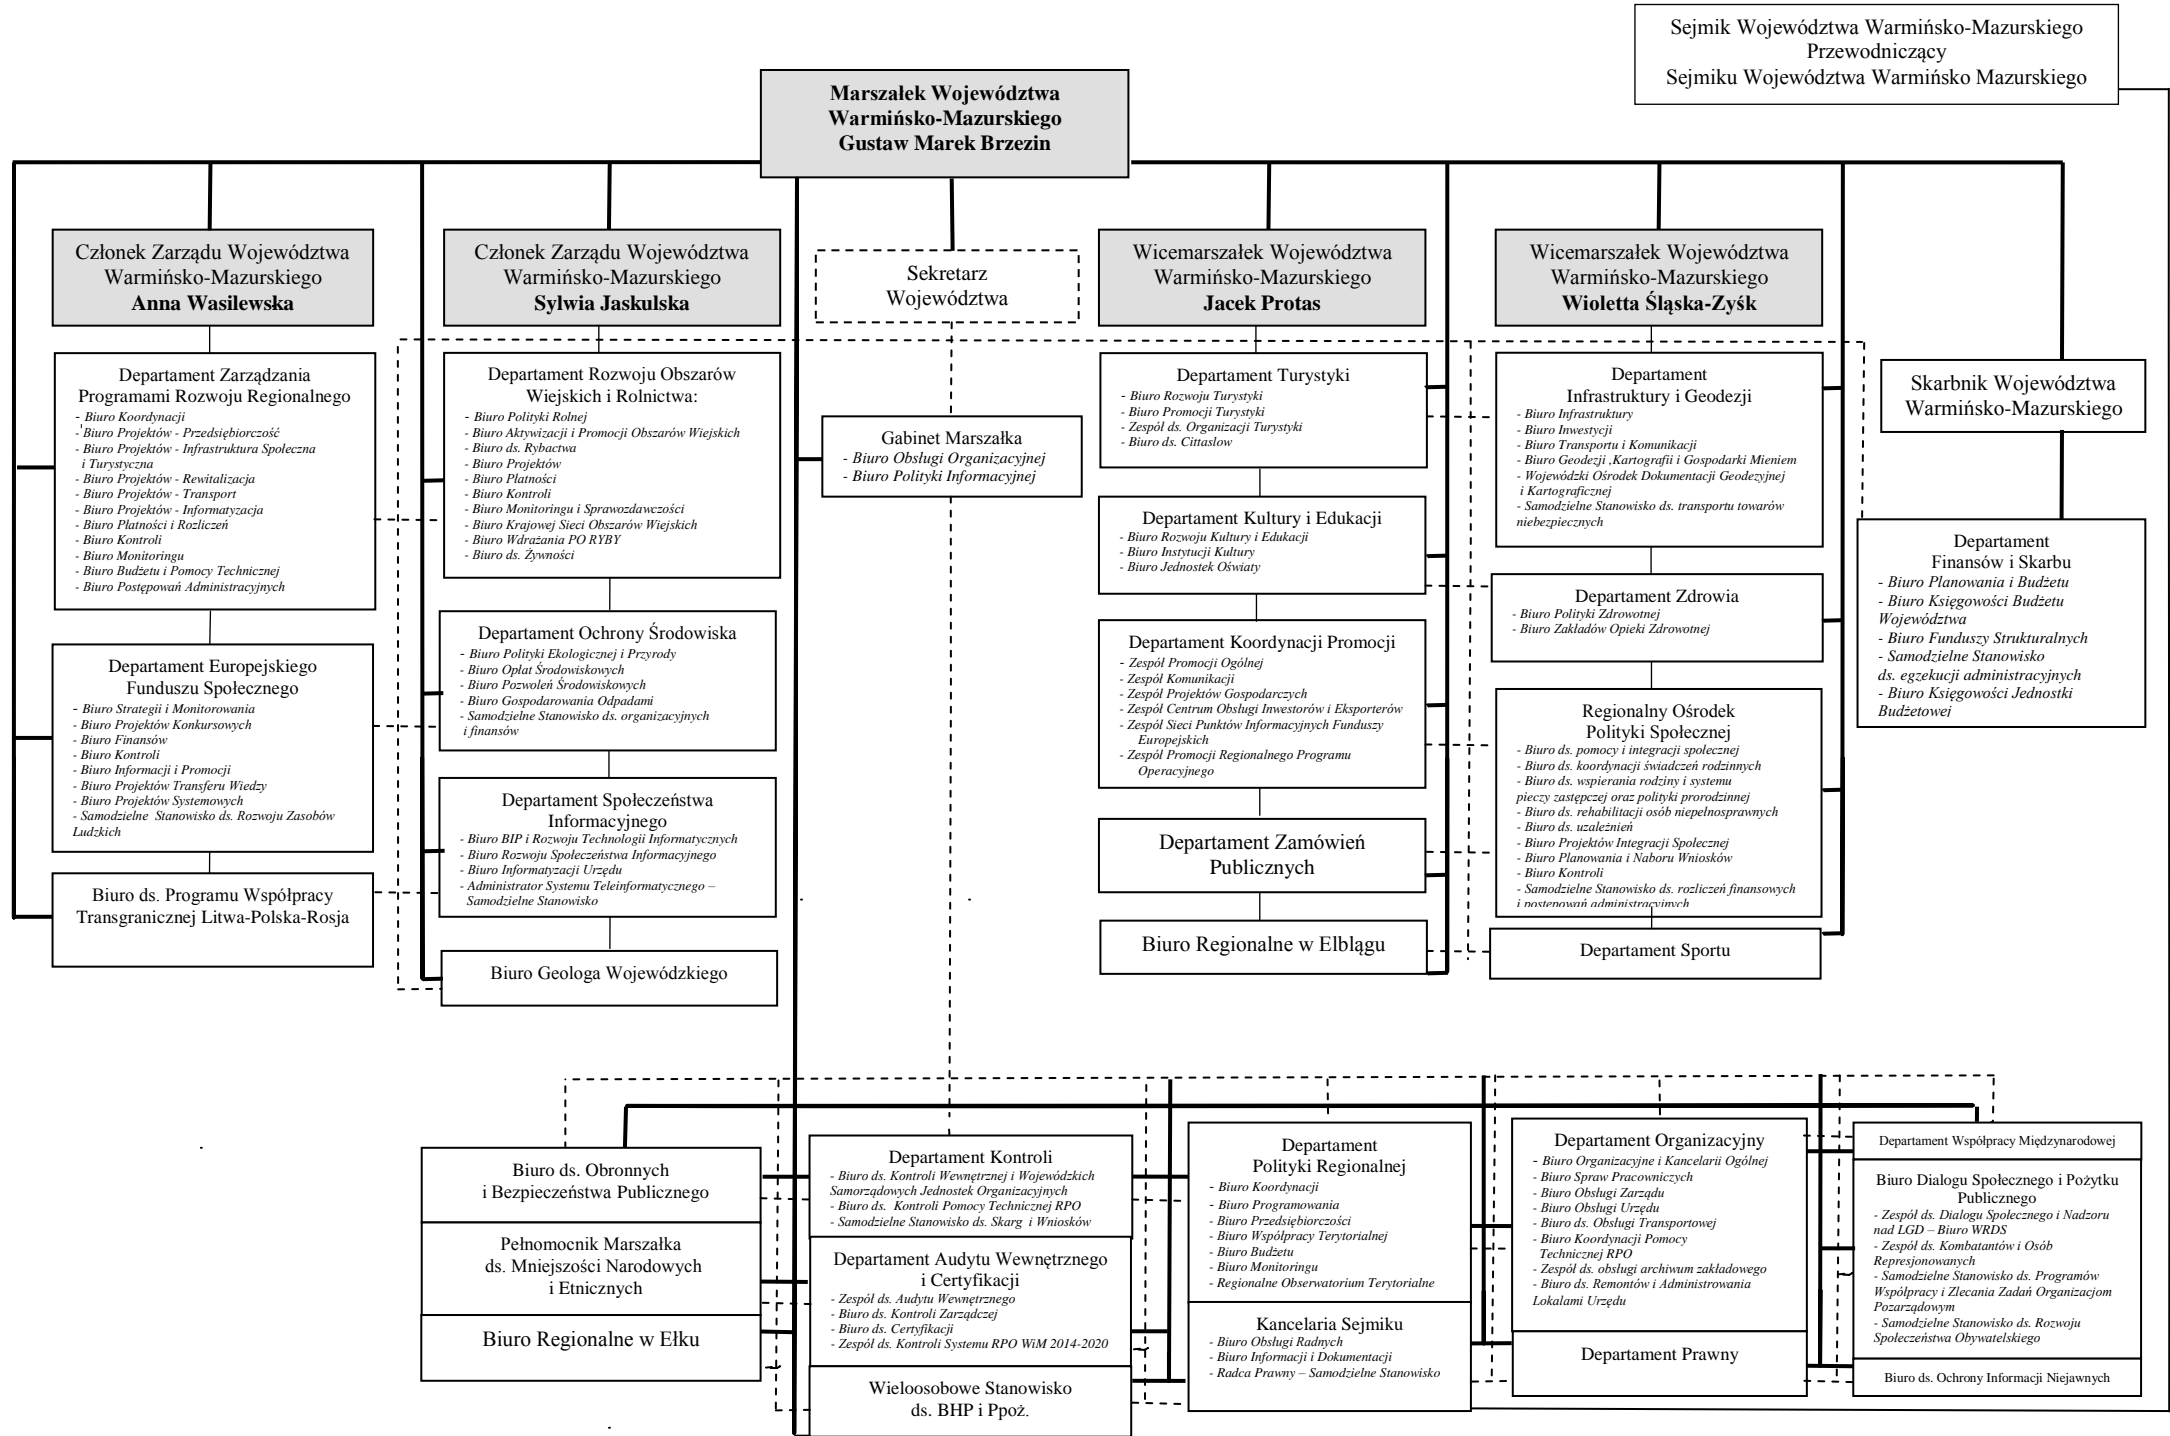 Sejmik Województwa Warmińsko-Mazurskiego
Przewodniczący
Sejmiku Województwa Warmińsko Mazurskiego
Marszałek Województwa
Warmińsko-Mazurskiego
Gustaw Marek Brzezin
Członek Zarządu Województwa
Warmińsko-Mazurskiego
Anna Wasilewska
Członek Zarządu Województwa
Warmińsko-Mazurskiego
Sylwia Jaskulska
Sekretarz
Województwa
Wicemarszałek Województwa
Warmińsko-Mazurskiego
Jacek Protas
Wicemarszałek Województwa
Warmińsko-Mazurskiego
Wioletta Śląska-Zyśk
Departament Zarządzania
Programami Rozwoju Regionalnego
- Biuro Koordynacji
- Biuro Projektów - Przedsiębiorczość
- Biuro Projektów - Infrastruktura Społeczna
i Turystyczna
- Biuro Projektów - Rewitalizacja
- Biuro Projektów - Transport
- Biuro Projektów - Informatyzacja
- Biuro Płatności i Rozliczeń
- Biuro Kontroli
- Biuro Monitoringu
- Biuro Budżetu i Pomocy Technicznej
- Biuro Postępowań Administracyjnych
Departament Europejskiego
Funduszu Społecznego
- Biuro Strategii i Monitorowania
- Biuro Projektów Konkursowych
- Biuro Finansów
- Biuro Kontroli
- Biuro Informacji i Promocji
- Biuro Projektów Transferu Wiedzy
- Biuro Projektów Systemowych
- Samodzielne Stanowisko ds. Rozwoju Zasobów
Ludzkich
Biuro ds. Programu Współpracy
Transgranicznej Litwa-Polska-Rosja
Departament Rozwoju Obszarów
Wiejskich i Rolnictwa:
- Biuro Polityki Rolnej
- Biuro Aktywizacji i Promocji Obszarów Wiejskich
- Biuro ds. Rybactwa
- Biuro Projektów
- Biuro Płatności
- Biuro Kontroli
- Biuro Monitoringu i Sprawozdawczości
- Biuro Krajowej Sieci Obszarów Wiejskich
- Biuro Wdrażania PO RYBY
- Biuro ds. Żywności
Departament Ochrony Środowiska
- Biuro Polityki Ekologicznej i Przyrody
- Biuro Opłat Środowiskowych
- Biuro Pozwoleń Środowiskowych
- Biuro Gospodarowania Odpadami
- Samodzielne Stanowisko ds. organizacyjnych
i finansów
Departament Społeczeństwa
Informacyjnego
- Biuro BIP i Rozwoju Technologii Informatycznych
- Biuro Rozwoju Społeczeństwa Informacyjnego
- Biuro Informatyzacji Urzędu
- Administrator Systemu Teleinformatycznego –
Samodzielne Stanowisko
Biuro Geologa Wojewódzkiego
Gabinet Marszałka
- Biuro Obsługi Organizacyjnej
- Biuro Polityki Informacyjnej
Departament Turystyki
- Biuro Rozwoju Turystyki
- Biuro Promocji Turystyki
- Zespół ds. Organizacji Turystyki
- Biuro ds. Cittaslow
Departament Kultury i Edukacji
- Biuro Rozwoju Kultury i Edukacji
- Biuro Instytucji Kultury
- Biuro Jednostek Oświaty
Departament Koordynacji Promocji
- Zespół Promocji Ogólnej
- Zespół Komunikacji
- Zespół Projektów Gospodarczych
- Zespół Centrum Obsługi Inwestorów i Eksporterów
- Zespół Sieci Punktów Informacyjnych Funduszy
Europejskich
- Zespół Promocji Regionalnego Programu
Operacyjnego
Departament Zamówień
Publicznych
Biuro Regionalne w Elblągu
Departament
Infrastruktury i Geodezji
- Biuro Infrastruktury
- Biuro Inwestycji
- Biuro Transportu i Komunikacji
- Biuro Geodezji ,Kartografii i Gospodarki Mieniem
- Wojewódzki Ośrodek Dokumentacji Geodezyjnej
i Kartograficznej
- Samodzielne Stanowisko ds. transportu towarów
niebezpiecznych
Departament Zdrowia
- Biuro Polityki Zdrowotnej
- Biuro Zakładów Opieki Zdrowotnej
Regionalny Ośrodek
Polityki Społecznej
- Biuro ds. pomocy i integracji społecznej
- Biuro ds. koordynacji świadczeń rodzinnych
- Biuro ds. wspierania rodziny i systemu
pieczy zastępczej oraz polityki prorodzinnej
- Biuro ds. rehabilitacji osób niepełnosprawnych
- Biuro ds. uzależnień
- Biuro Projektów Integracji Społecznej
- Biuro Planowania i Naboru Wniosków
- Biuro Kontroli
- Samodzielne Stanowisko ds. rozliczeń finansowych
i postępowań administracyjnych
Departament Sportu
Skarbnik Województwa
Warmińsko-Mazurskiego
Departament
Finansów i Skarbu
- Biuro Planowania i Budżetu
- Biuro Księgowości Budżetu
Województwa
- Biuro Funduszy Strukturalnych
- Samodzielne Stanowisko
ds. egzekucji administracyjnych
- Biuro Księgowości Jednostki
Budżetowej
Biuro ds. Obronnych
i Bezpieczeństwa Publicznego
Pełnomocnik Marszałka
ds. Mniejszości Narodowych
i Etnicznych
Biuro Regionalne w Ełku
Departament Kontroli
- Biuro ds. Kontroli Wewnętrznej i Wojewódzkich
Samorządowych Jednostek Organizacyjnych
- Biuro ds. Kontroli Pomocy Technicznej RPO
- Samodzielne Stanowisko ds. Skarg i Wniosków
Departament Audytu Wewnętrznego
i Certyfikacji
- Zespół ds. Audytu Wewnętrznego
- Biuro ds. Kontroli Zarządczej
- Biuro ds. Certyfikacji
- Zespół ds. Kontroli Systemu RPO WiM 2014-2020
Wieloosobowe Stanowisko
ds. BHP i Ppoż.
Departament
Polityki Regionalnej
- Biuro Koordynacji
- Biuro Programowania
- Biuro Przedsiębiorczości
- Biuro Współpracy Terytorialnej
- Biuro Budżetu
- Biuro Monitoringu
- Regionalne Obserwatorium Terytorialne
Kancelaria Sejmiku
- Biuro Obsługi Radnych
- Biuro Informacji i Dokumentacji
- Radca Prawny – Samodzielne Stanowisko
Departament Organizacyjny
- Biuro Organizacyjne i Kancelarii Ogólnej
- Biuro Spraw Pracowniczych
- Biuro Obsługi Zarządu
- Biuro Obsługi Urzędu
- Biuro ds. Obsługi Transportowej
- Biuro Koordynacji Pomocy
Technicznej RPO
- Zespół ds. obsługi archiwum zakładowego
- Biuro ds. Remontów i Administrowania
Lokalami Urzędu
Departament Prawny
Departament Współpracy Międzynarodowej
Biuro Dialogu Społecznego i Pożytku
Publicznego
- Zespół ds. Dialogu Społecznego i Nadzoru
nad LGD – Biuro WRDS
- Zespół ds. Kombatantów i Osób
Represjonowanych
- Samodzielne Stanowisko ds. Programów
Współpracy i Zlecania Zadań Organizacjom
Pozarządowym
- Samodzielne Stanowisko ds. Rozwoju
Społeczeństwa Obywatelskiego
Biuro ds. Ochrony Informacji Niejawnych